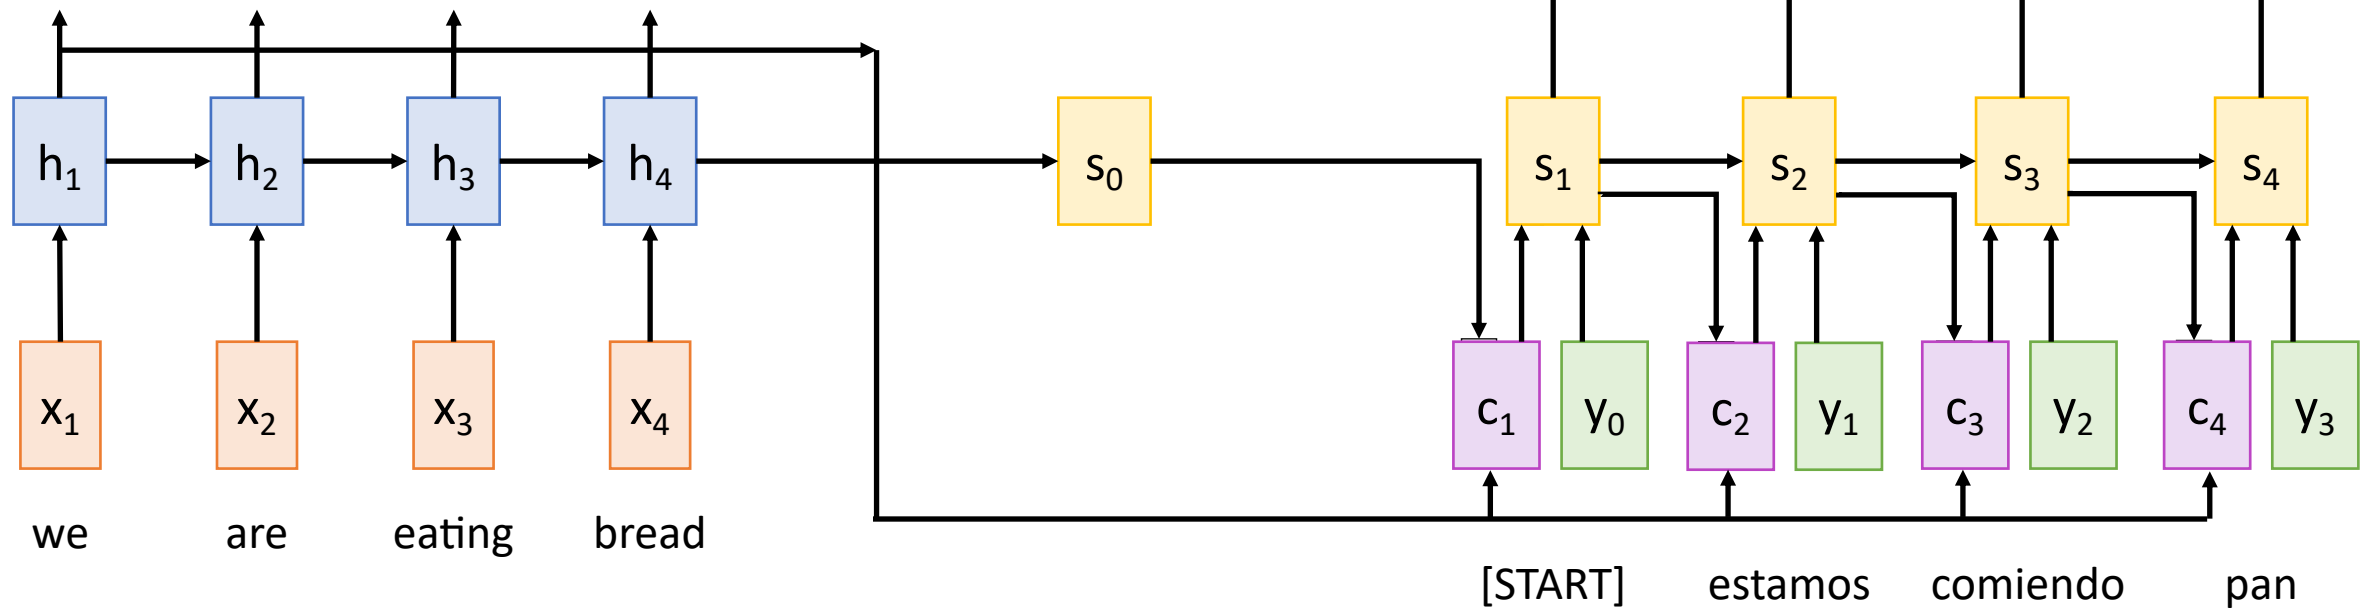 h₁ h₂ h₃ h₄ s₀ s₁ s₂ s₃ s₄
x₁ x₂ x₃ x₄ c₁ y₀ c₂ y₁ c₃ y₂ c₄ y₃
we are eating bread
[START] estamos comiendo pan